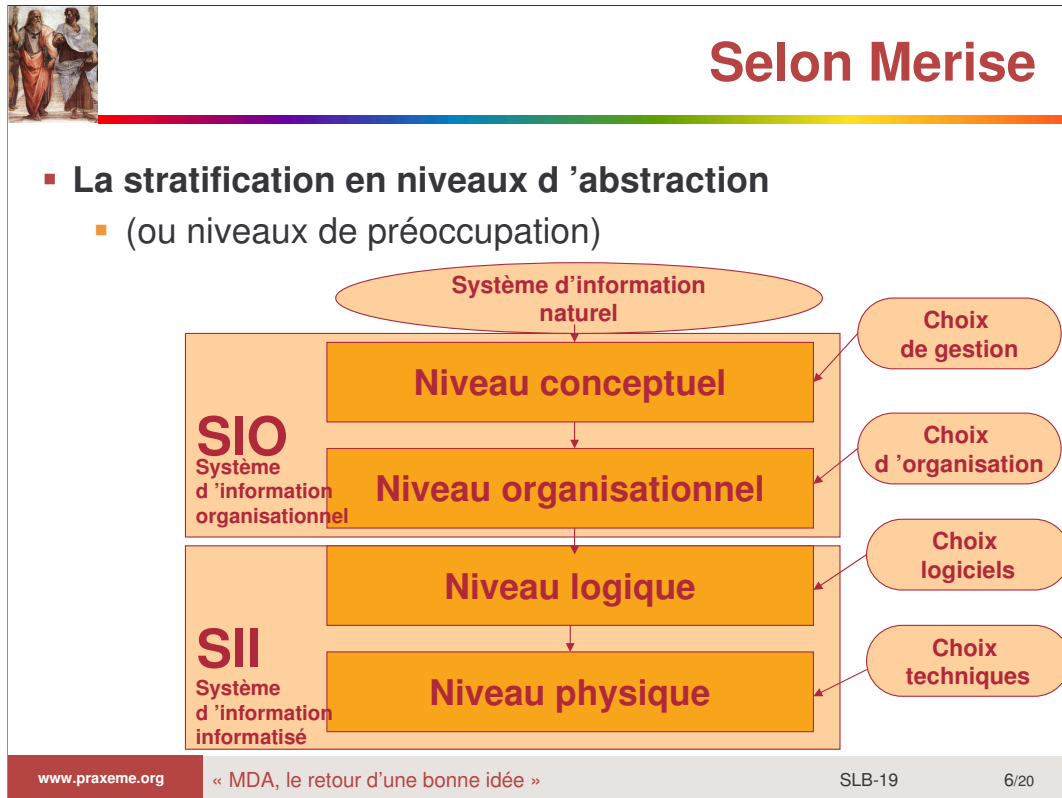 Selon Merise
▪ La stratification en niveaux d ’abstraction
▪ (ou niveaux de préoccupation)
Système d’information
naturel
Choix
de gestion
Niveau conceptuel
SIO
Système
d ’information
organisationnel
Choix
d ’organisation
Niveau organisationnel
Choix
logiciels
Niveau logique
SII
Système
d ’information
informatisé
Choix
techniques
Niveau physique
www.praxeme.org
« MDA, le retour d’une bonne idée »
SLB-19
6/20